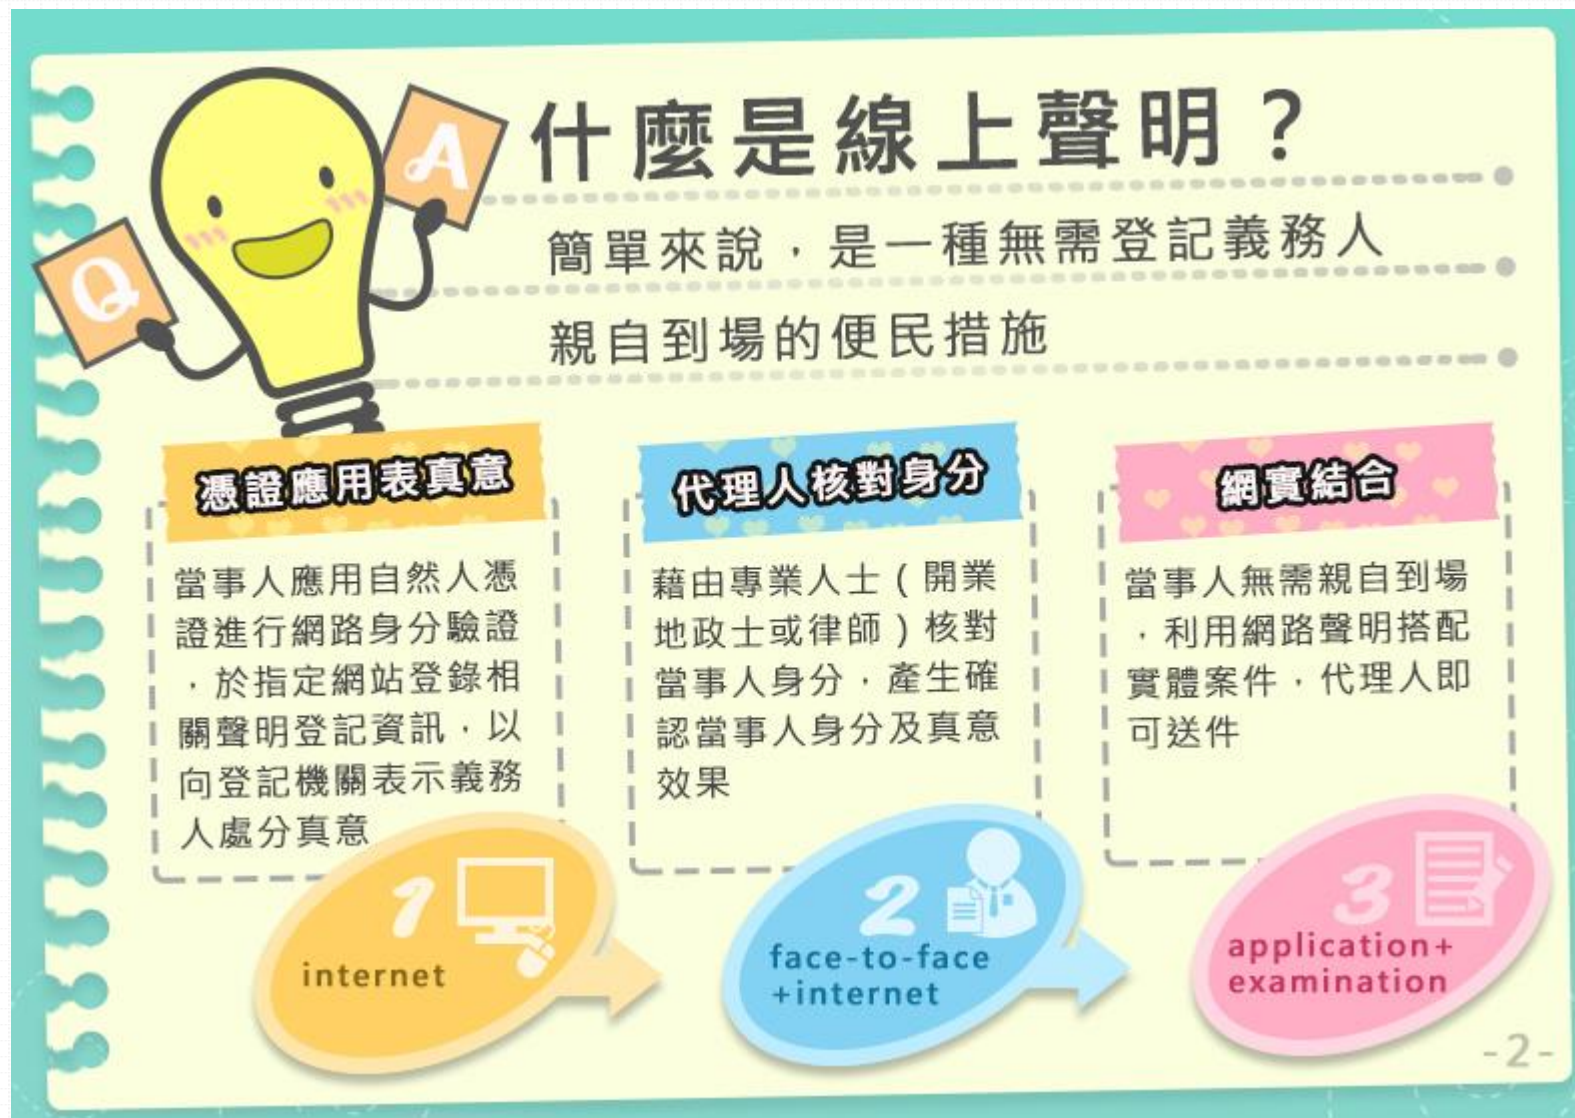 Q
A
什麼是線上聲明？
簡單來說，是一種無需登記義務人
親自到場的便民措施
憑證應用表真意
當事人應用自然人憑
證進行網路身分驗證
，於指定網站登錄相
關聲明登記資訊，以
向登記機關表示義務
人處分真意
1
internet
代理人核對身分
藉由專業人士（開業
地政士或律師）核對
當事人身分，產生確
認當事人身分及真意
效果
2
face-to-face
+internet
網實結合
當事人無需親自到場
，利用網路聲明搭配
實體案件，代理人即
可送件
3
application+
examination
-2-